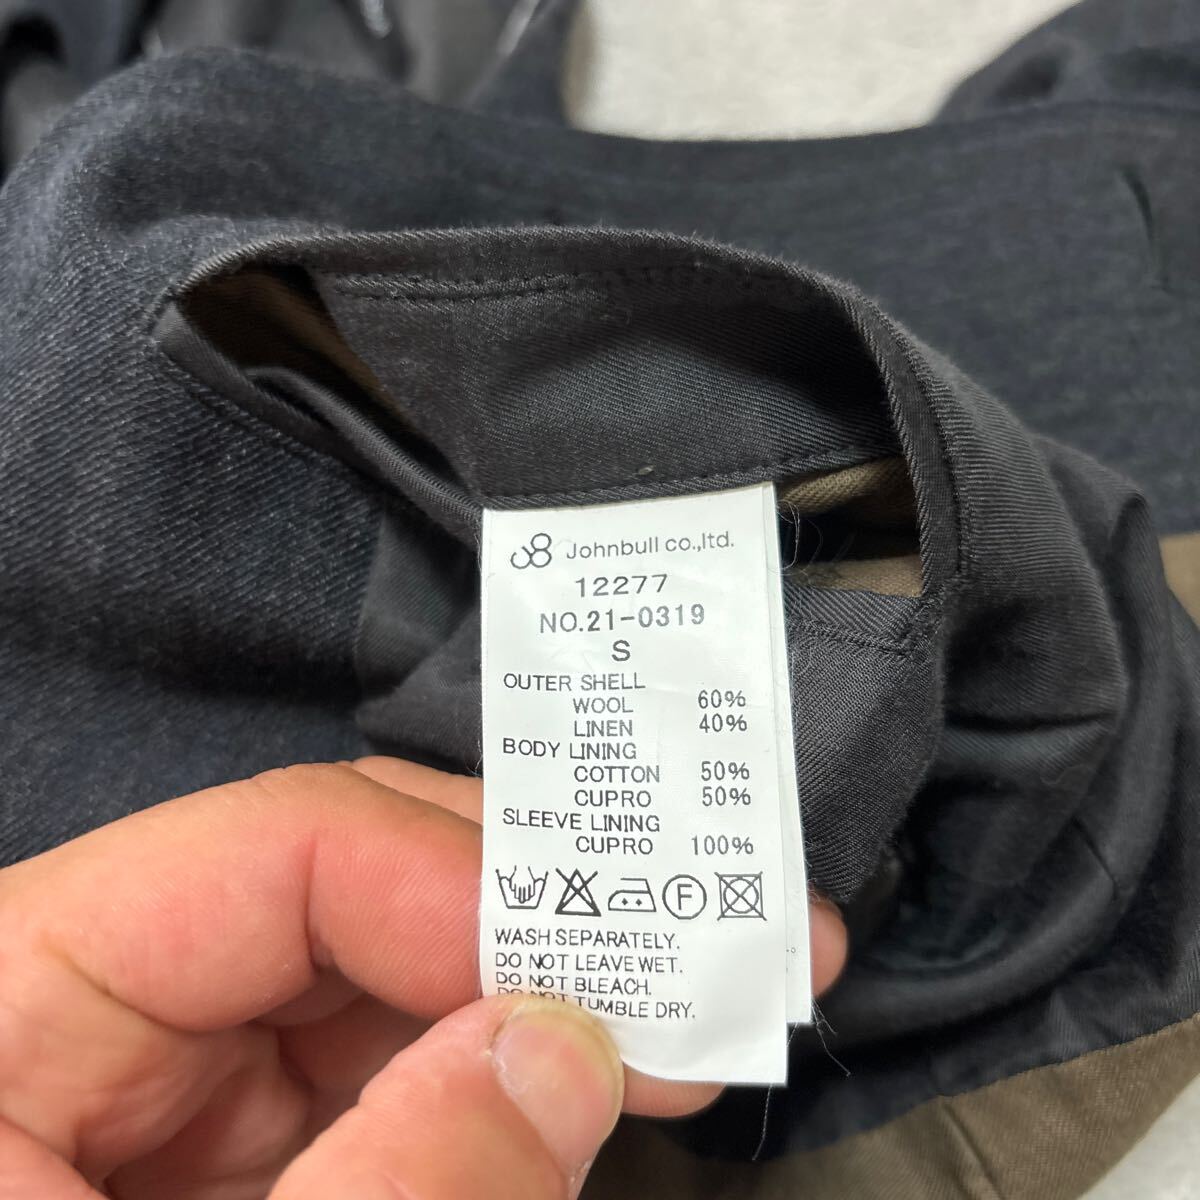 Johnbull co.,ltd.
12277
NO.21-0319
S
OUTER SHELL
WOOL 60%
LINEN 40%
BODY LINING
COTTON 50%
CUPRO 50%
SLEEVE LINING
CUPRO 100%
F
WASH SEPARATELY.
DO NOT LEAVE WET.
DO NOT BLEACH.
DO NOT TUMBLE DRY.